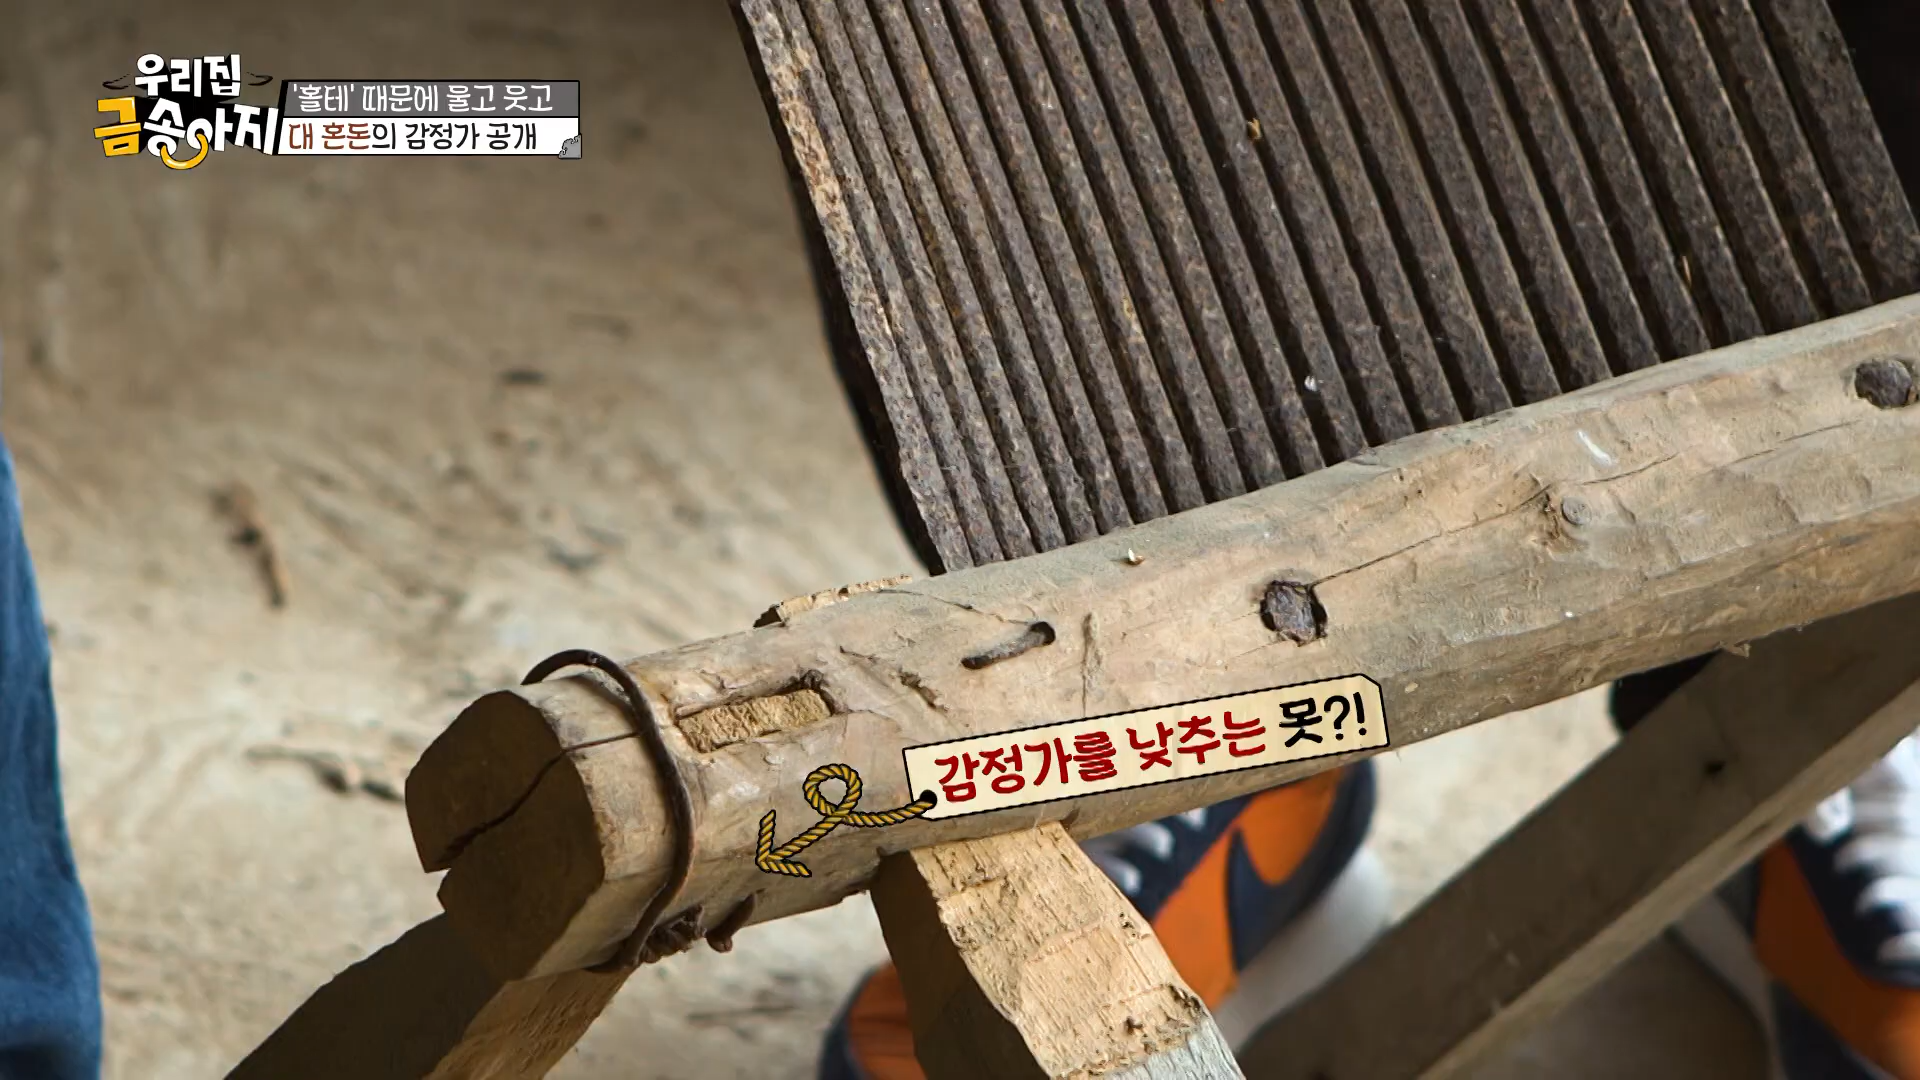 우리집
금송아지
'홀테' 때문에 울고 웃고
대 혼돈의 감정가 공개
감정가를 낮추는 못?!